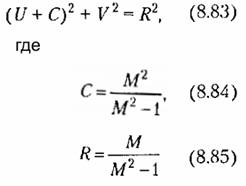 (U + C)² + V² = R², (8.83)
где
C = M² / (M² − 1), (8.84)
R = M / (M² − 1) (8.85)